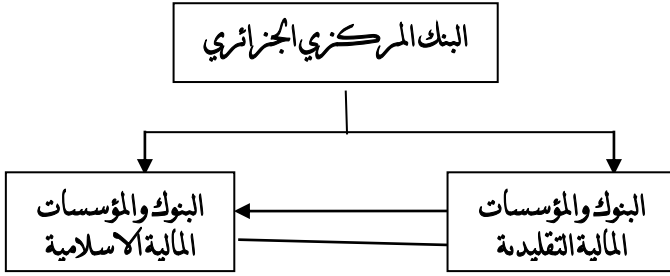 البنك المركزي الجزائري
البنوك والمؤسسات
المالية التقليدية
البنوك والمؤسسات
المالية الاسلامية